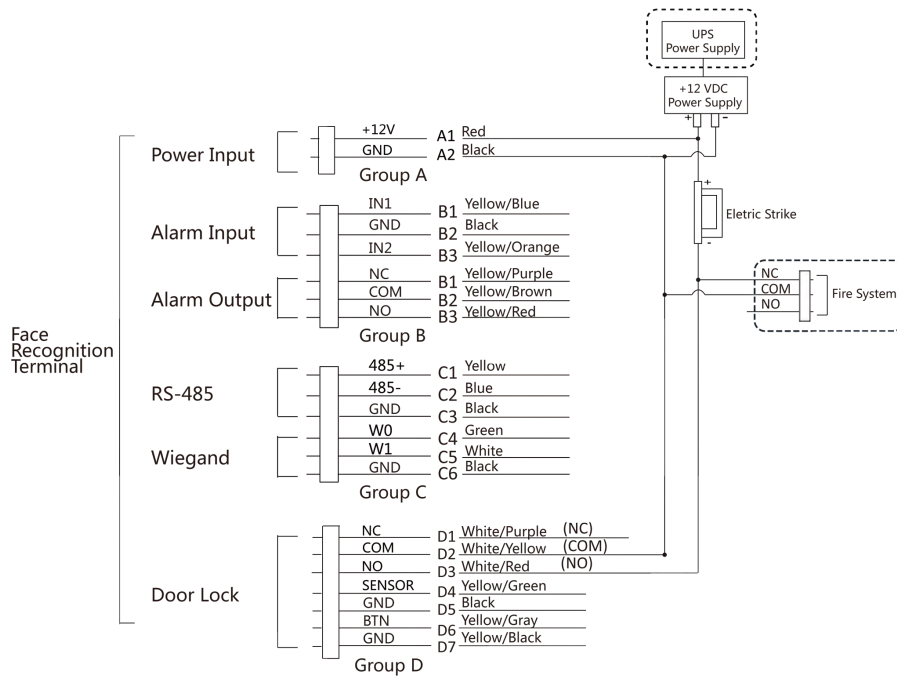 UPS
Power Supply
+12 VDC
Power Supply
+ -
Power Input
+12V A1 Red
GND A2 Black
Group A
+
Eletric Strike
-
Alarm Input
IN1 B1 Yellow/Blue
GND B2 Black
IN2 B3 Yellow/Orange
Alarm Output
NC B1 Yellow/Purple
COM B2 Yellow/Brown
NO B3 Yellow/Red
Group B
NC
COM
NO
Fire System
Face
Recognition
Terminal
RS-485
485+ C1 Yellow
485- C2 Blue
GND C3 Black
Wiegand
W0 C4 Green
W1 C5 White
GND C6 Black
Group C
Door Lock
NC D1 White/Purple (NC)
COM D2 White/Yellow (COM)
NO D3 White/Red (NO)
SENSOR D4 Yellow/Green
GND D5 Black
BTN D6 Yellow/Gray
GND D7 Yellow/Black
Group D